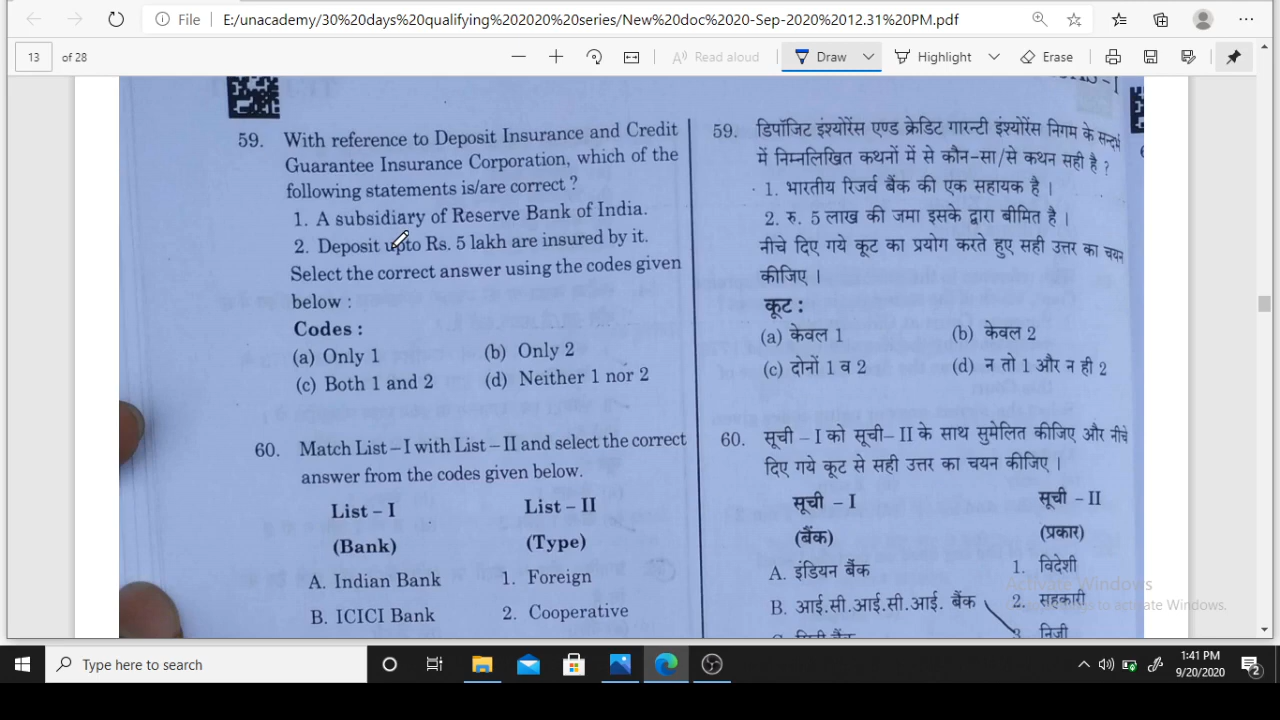 File
E:/unacademy/30%20days%20qualifying%202020%20series/New%20doc%2020-Sep-2020%2012.31%20PM.pdf
13 of 28
Read aloud
Draw
Highlight
Erase
59. With reference to Deposit Insurance and Credit
Guarantee Insurance Corporation, which of the
following statements is/are correct ?
1. A subsidiary of Reserve Bank of India.
2. Deposit upto Rs. 5 lakh are insured by it.
Select the correct answer using the codes given
below :
Codes :
(a) Only 1 (b) Only 2
(c) Both 1 and 2 (d) Neither 1 nor 2
60. Match List – I with List – II and select the correct
answer from the codes given below.
List – I List – II
(Bank) (Type)
A. Indian Bank 1. Foreign
B. ICICI Bank 2. Cooperative
59. डिपॉजिट इंश्योरेंस एण्ड क्रेडिट गारन्टी इंश्योरेंस निगम के सन्दर्भ
में निम्नलिखित कथनों में से कौन-सा/से कथन सही है ?
1. भारतीय रिजर्व बैंक की एक सहायक है ।
2. रु. 5 लाख की जमा इसके द्वारा बीमित है ।
नीचे दिए गये कूट का प्रयोग करते हुए सही उत्तर का चयन
कीजिए ।
कूट :
(a) केवल 1 (b) केवल 2
(c) दोनों 1 व 2 (d) न तो 1 और न ही 2
60. सूची – I को सूची – II के साथ सुमेलित कीजिए और नीचे
दिए गये कूट से सही उत्तर का चयन कीजिए ।
सूची – I सूची – II
(बैंक) (प्रकार)
A. इंडियन बैंक 1. विदेशी
B. आई.सी.आई.सी.आई. बैंक 2. सहकारी
3. निजी
Activate Windows
to activate Windows.
Type here to search
1:41 PM
9/20/2020
2